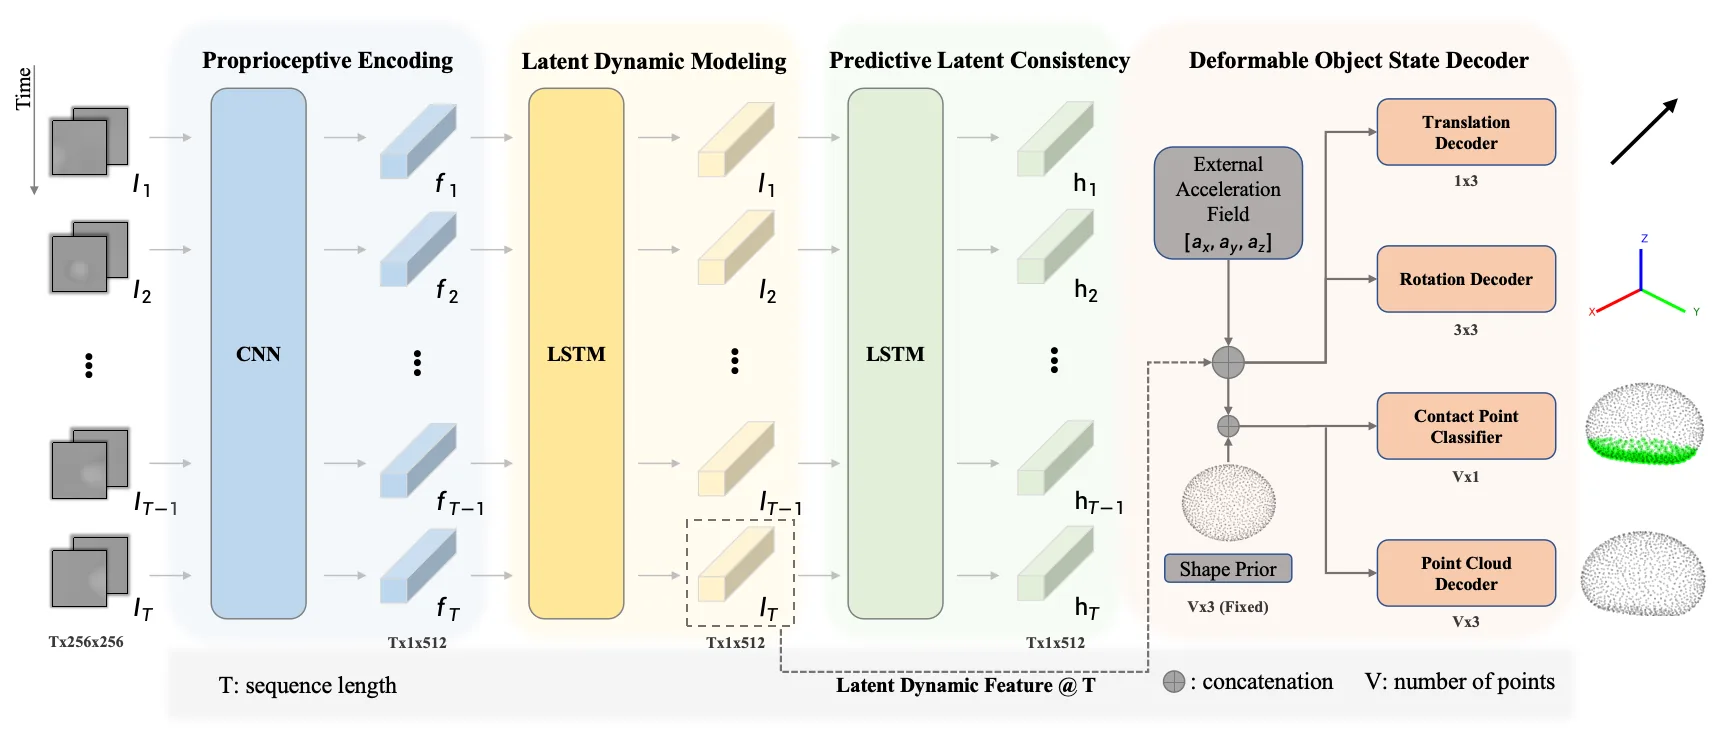 Proprioceptive Encoding
Latent Dynamic Modeling
Predictive Latent Consistency
Deformable Object State Decoder
Time
I1
I2
IT−1
IT
Tx256x256
CNN
f1
f2
fT−1
fT
Tx1x512
LSTM
l1
l2
lT−1
lT
Tx1x512
LSTM
h1
h2
hT−1
hT
Tx1x512
External
Acceleration
Field
[ax, ay, az]
Shape Prior
Vx3 (Fixed)
Translation
Decoder
1x3
Rotation Decoder
3x3
Contact Point
Classifier
Vx1
Point Cloud
Decoder
Vx3
Z
X
Y
T: sequence length
Latent Dynamic Feature @ T
: concatenation
V: number of points